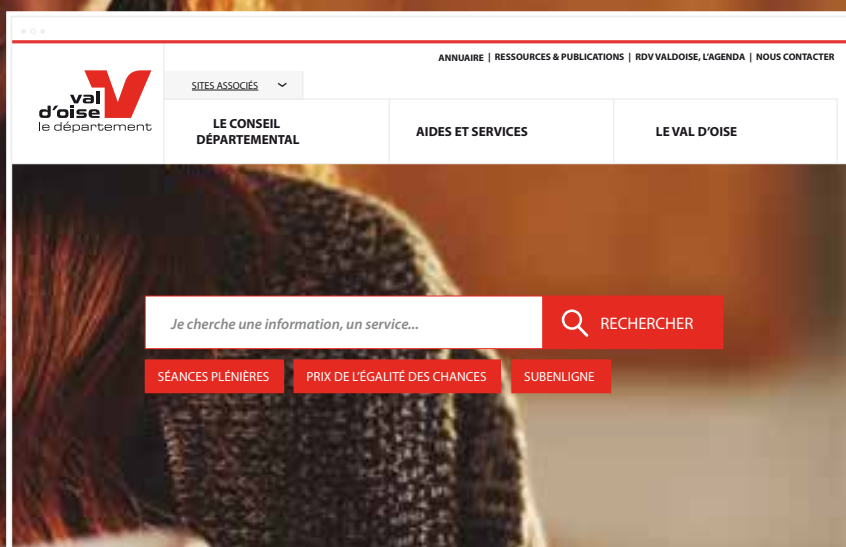 ANNUAIRE | RESSOURCES & PUBLICATIONS | RDV VALDOISE, L'AGENDA | NOUS CONTACTER
SITES ASSOCIÉS
val
d'oise
le département
LE CONSEIL
DÉPARTEMENTAL
AIDES ET SERVICES
LE VAL D'OISE
Je cherche une information, un service...
RECHERCHER
SÉANCES PLÉNIÈRES
PRIX DE L'ÉGALITÉ DES CHANCES
SUBENLIGNE